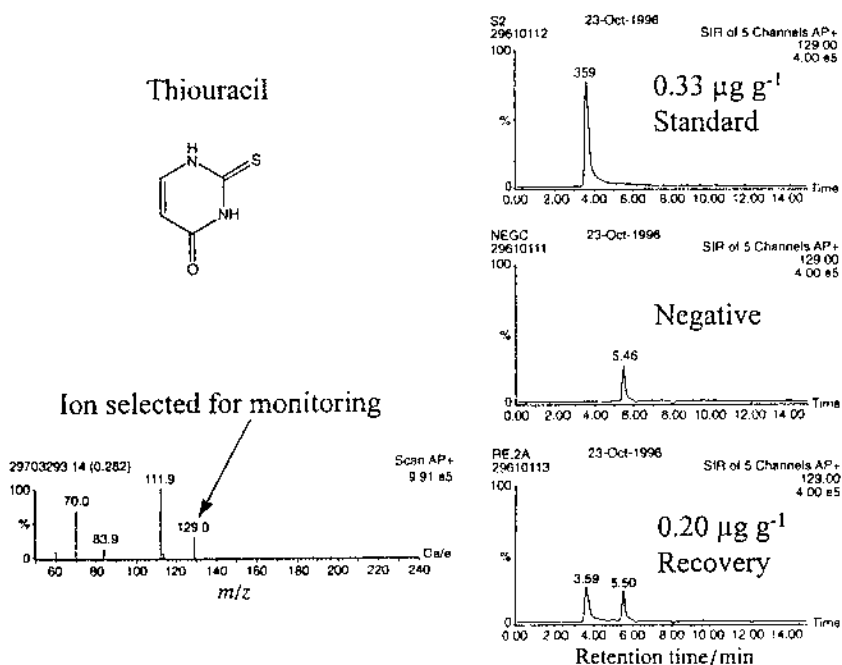 Thiouracil
NH
S
NH
O
Ion selected for monitoring
29703293 14 (0.282)
Scan AP+
9.91 e5
100
%
0
70.0
83.9
111.9
129.0
Da/e
60 80 100 120 140 160 180 200 220 240
m/z
S2
23-Oct-1996
29610112
SIR of 5 Channels AP+
129.00
4.00 e5
100
%
0
359
0.33 µg g-1
Standard
Time
0.00 2.00 4.00 6.00 8.00 10.00 12.00 14.00
NEGC
23-Oct-1996
29610111
SIR of 5 Channels AP+
129.00
4.00 e5
100
%
0
Negative
5.46
Time
0.00 2.00 4.00 6.00 8.00 10.00 12.00 14.00
RE.2A
23-Oct-1996
29610113
SIR of 5 Channels AP+
129.00
4.00 e5
100
%
0
0.20 µg g-1
Recovery
3.59 5.50
Time
0.00 2.00 4.00 6.00 8.00 10.00 12.00 14.00
Retention time/min